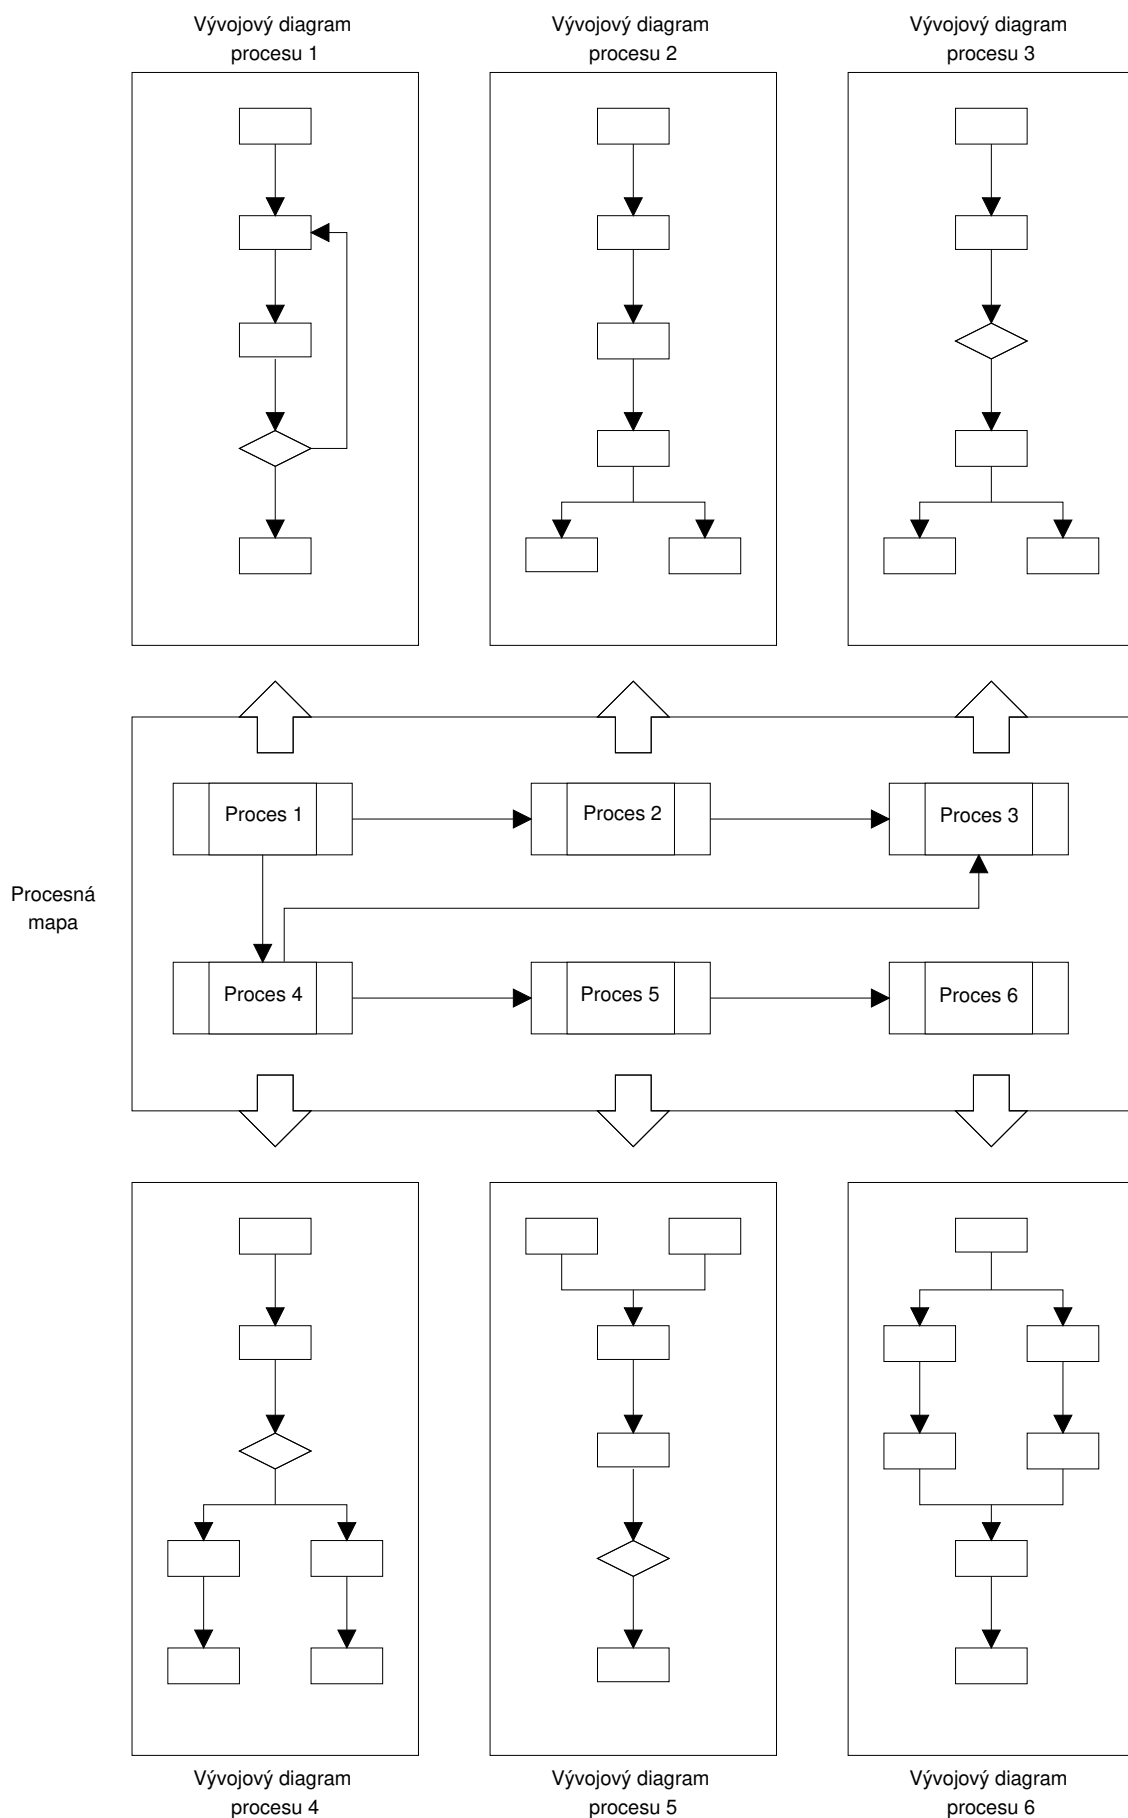 Vývojový diagram
procesu 1
Vývojový diagram
procesu 2
Vývojový diagram
procesu 3
Proces 1
Proces 2
Proces 3
Procesná
mapa
Proces 4
Proces 5
Proces 6
Vývojový diagram
procesu 4
Vývojový diagram
procesu 5
Vývojový diagram
procesu 6